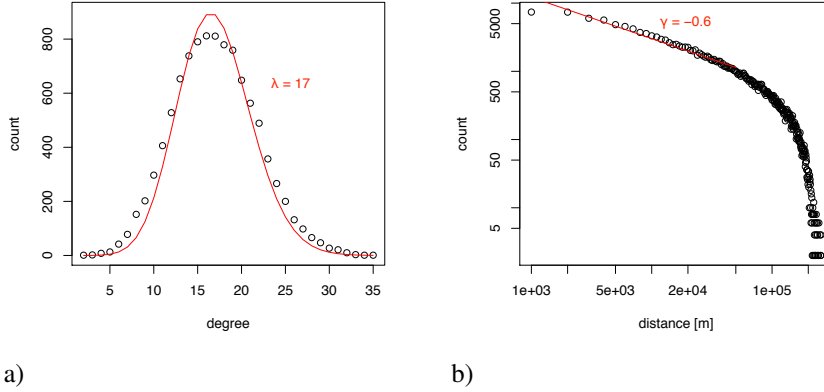 800
600
400
200
0
count
λ = 17
5 10 15 20 25 30 35
degree
a)
5000
500
50
5
count
γ = −0.6
1e+03 5e+03 2e+04 1e+05
distance [m]
b)